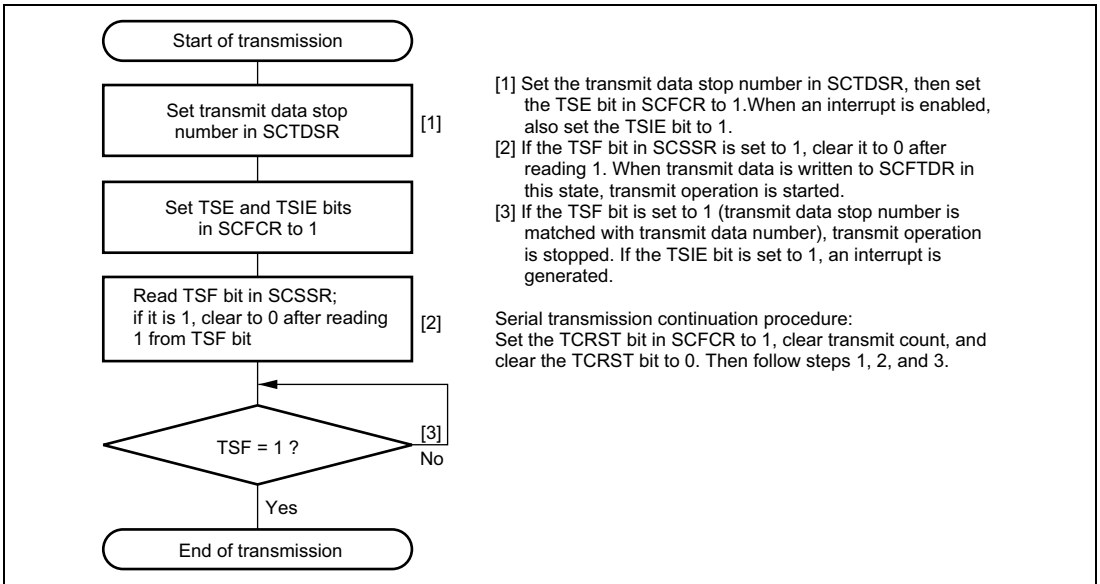 Start of transmission
Set transmit data stop
number in SCTDSR
[1]
Set TSE and TSIE bits
in SCFCR to 1
Read TSF bit in SCSSR;
if it is 1, clear to 0 after reading
1 from TSF bit
[2]
TSF = 1 ?
[3]
No
Yes
End of transmission
[1] Set the transmit data stop number in SCTDSR, then set
the TSE bit in SCFCR to 1.When an interrupt is enabled,
also set the TSIE bit to 1.
[2] If the TSF bit in SCSSR is set to 1, clear it to 0 after
reading 1. When transmit data is written to SCFTDR in
this state, transmit operation is started.
[3] If the TSF bit is set to 1 (transmit data stop number is
matched with transmit data number), transmit operation
is stopped. If the TSIE bit is set to 1, an interrupt is
generated.
Serial transmission continuation procedure:
Set the TCRST bit in SCFCR to 1, clear transmit count, and
clear the TCRST bit to 0. Then follow steps 1, 2, and 3.